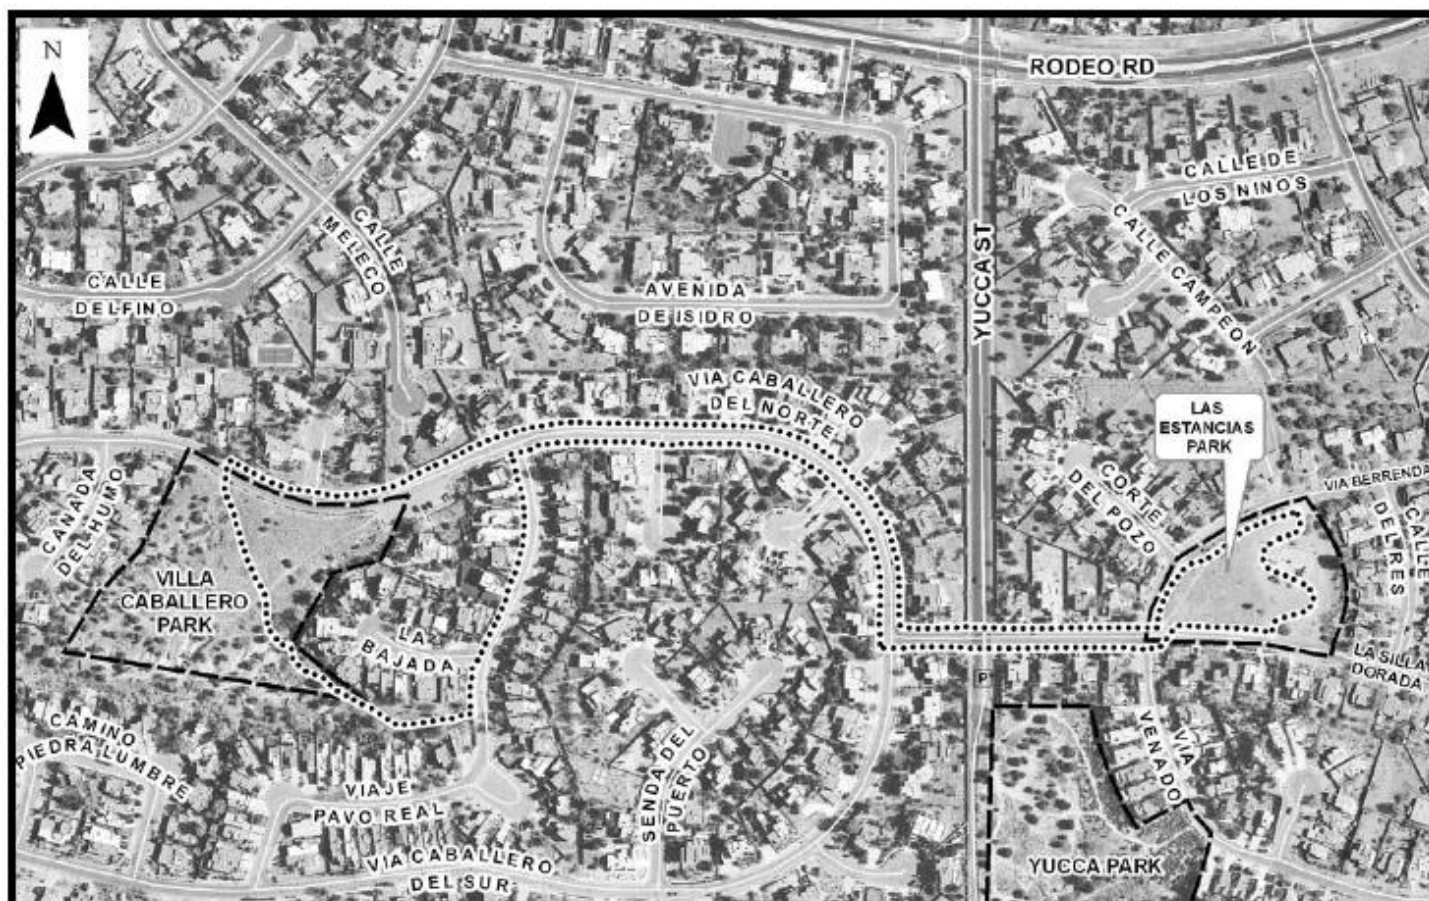 N
RODEO RD
CALLE DE
LOS NINOS
CALLE
MELECO
CALLE CAMPEON
CALLE
DELFINO
AVENIDA
DE ISIDRO
YUCCA ST
VIA CABALLERO
DEL NORTE
LAS
ESTANCIAS
PARK
CANADA
DEL HUMO
CORTE
DEL POZO
VIA BERRENDA
CALLE
DEL RES
VILLA
CABALLERO
PARK
LA
BAJADA
LA SILLA
DORADA
P
CAMINO
PIEDRA LUMBRE
SENDA DEL
PUERTO
VIA
VENADO
VIAJE
PAVO REAL
VIA CABALLERO
DEL SUR
YUCCA PARK